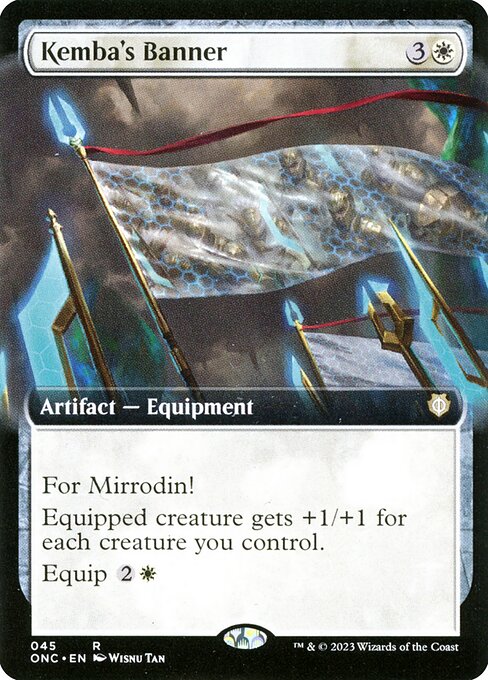 Kemba's Banner 3
Artifact — Equipment
For Mirrodin!
Equipped creature gets +1/+1 for
each creature you control.
Equip 2
045 R
ONC • EN Wisnu Tan
™ & © 2023 Wizards of the Coast